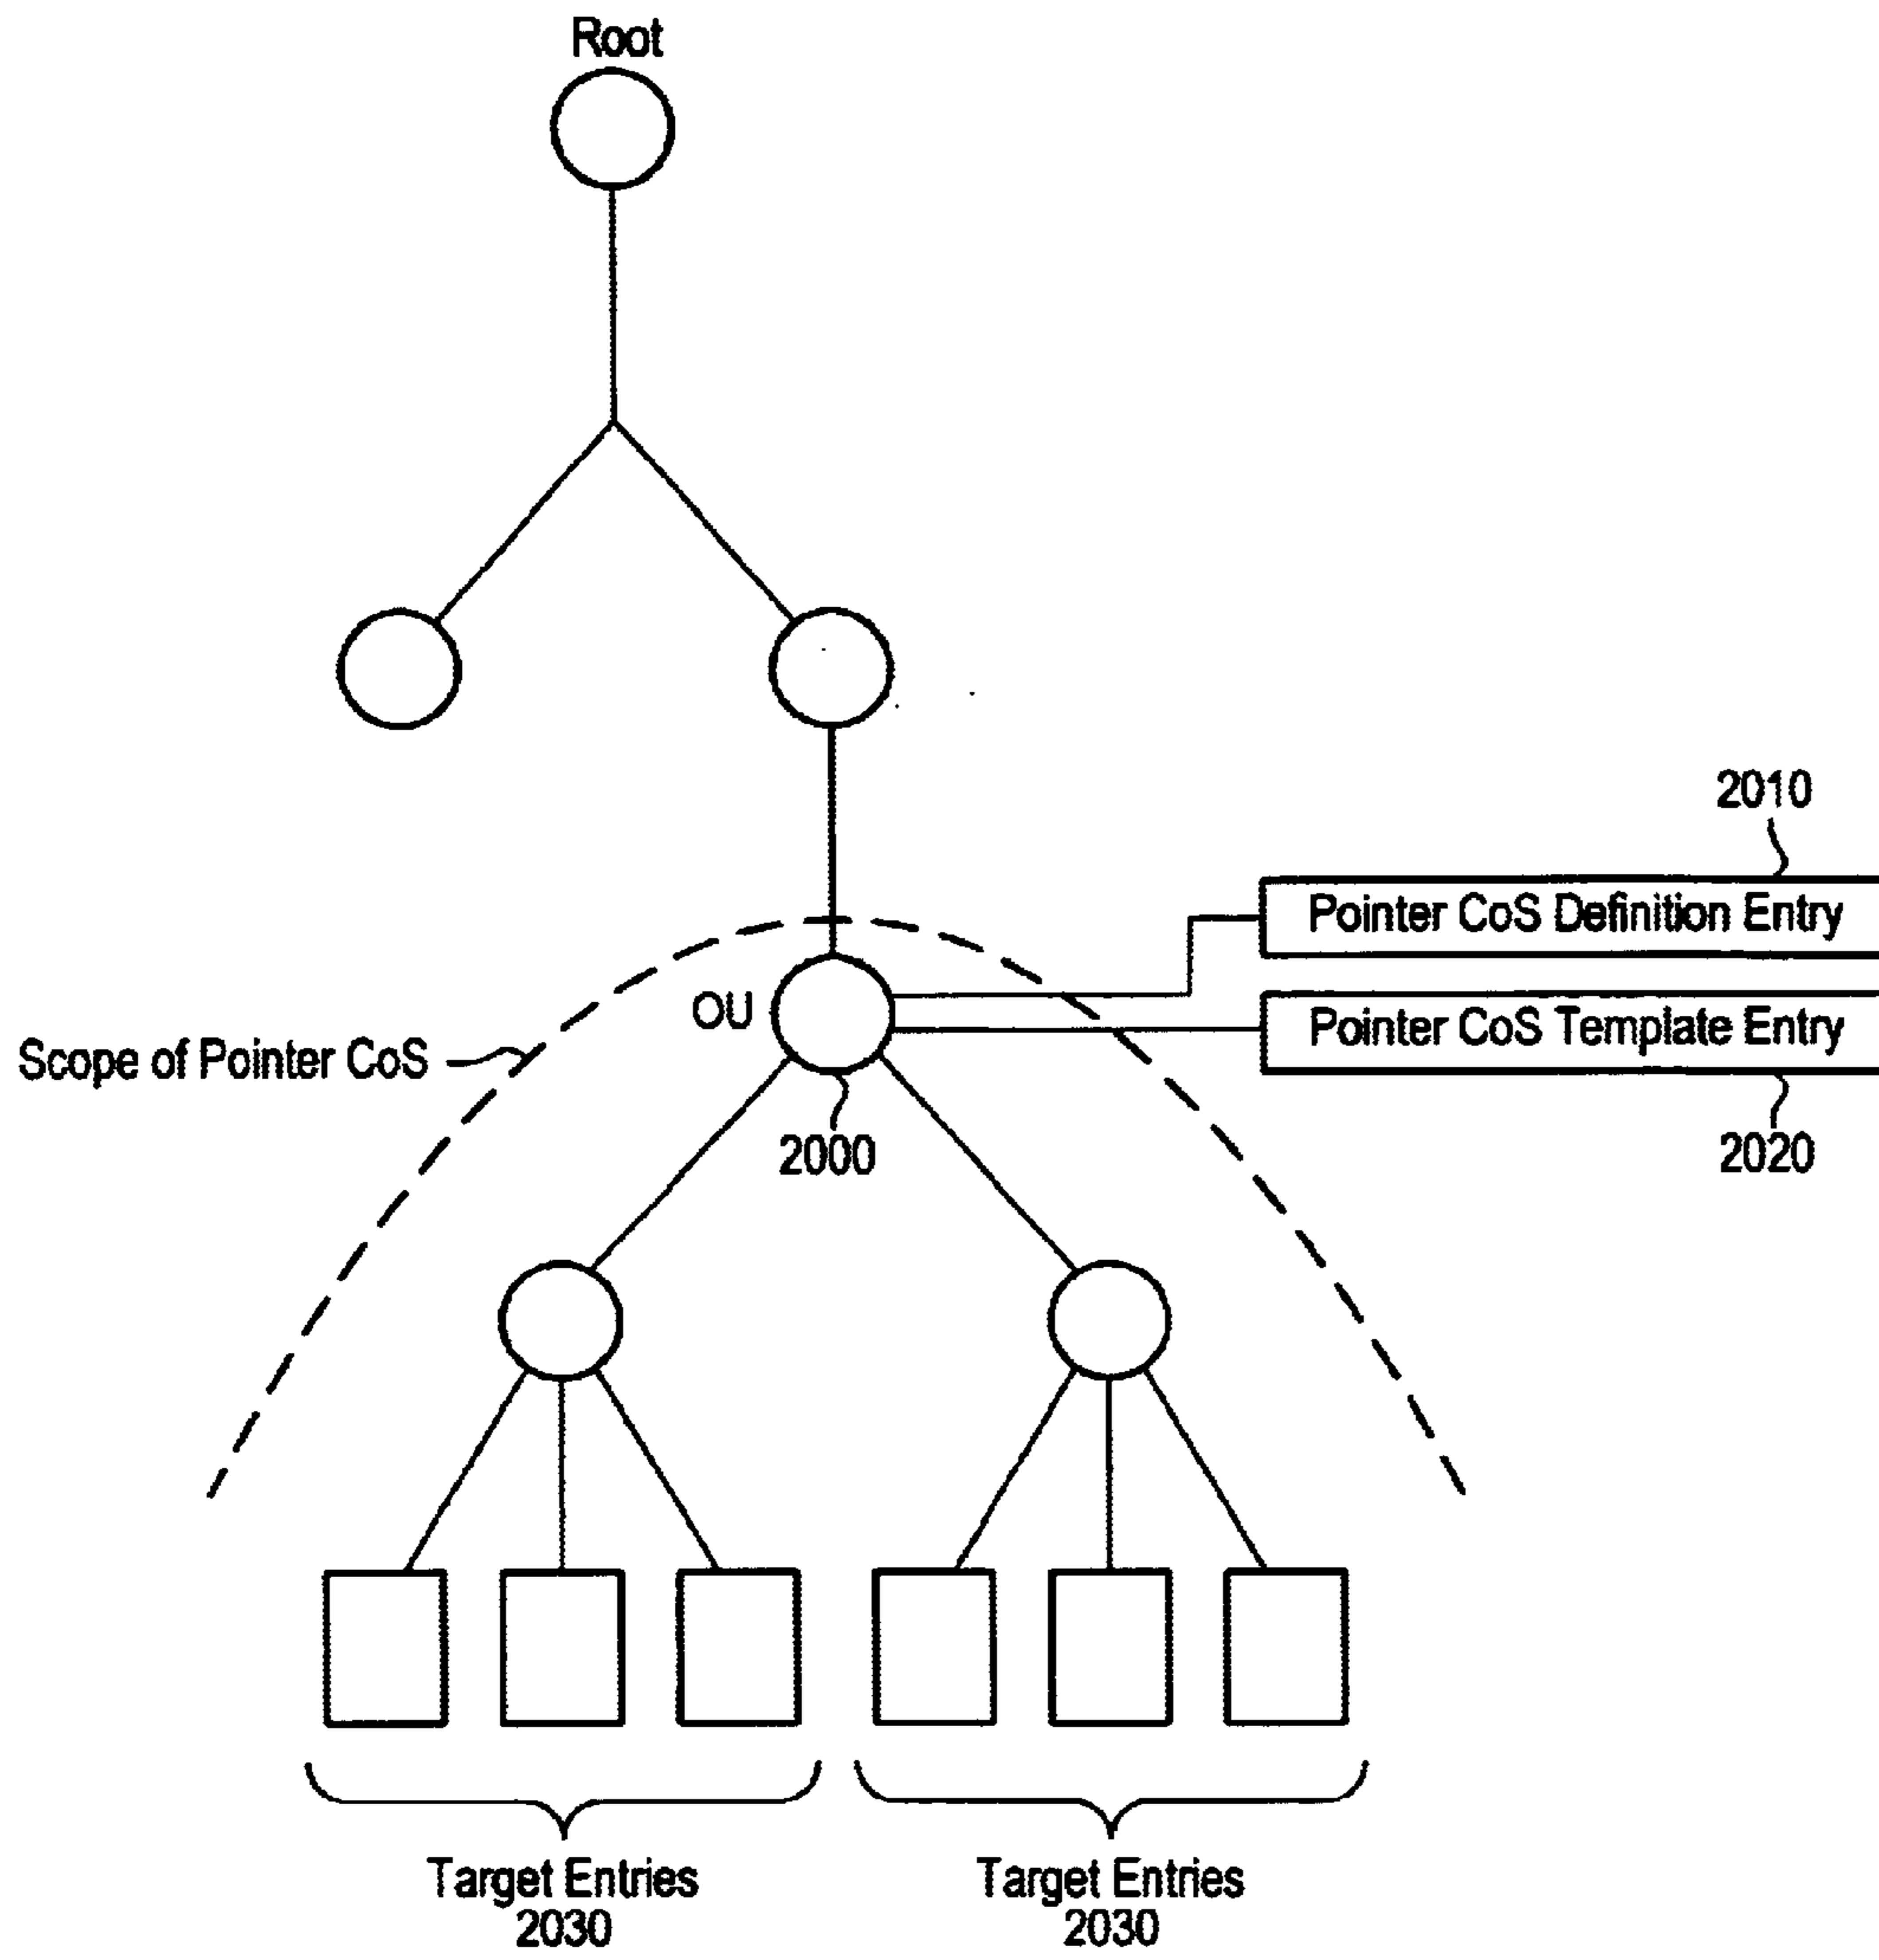 Root
2010
Pointer CoS Definition Entry
OU
Pointer CoS Template Entry
Scope of Pointer CoS
2000
2020
Target Entries
2030
Target Entries
2030